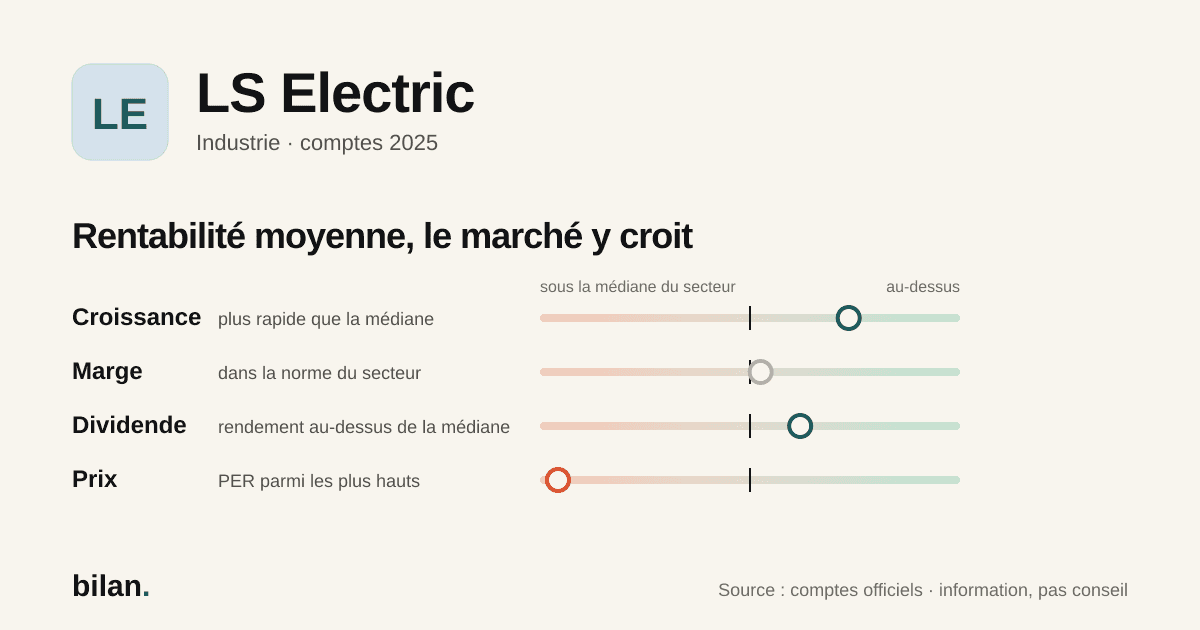 LE
LS Electric
Industrie · comptes 2025
Rentabilité moyenne, le marché y croit
sous la médiane du secteur au-dessus
Croissance plus rapide que la médiane
Marge dans la norme du secteur
Dividende rendement au-dessus de la médiane
Prix PER parmi les plus hauts
bilan.
Source : comptes officiels · information, pas conseil